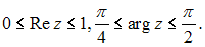 0 ≤ Re z ≤ 1, π/4 ≤ arg z ≤ π/2.